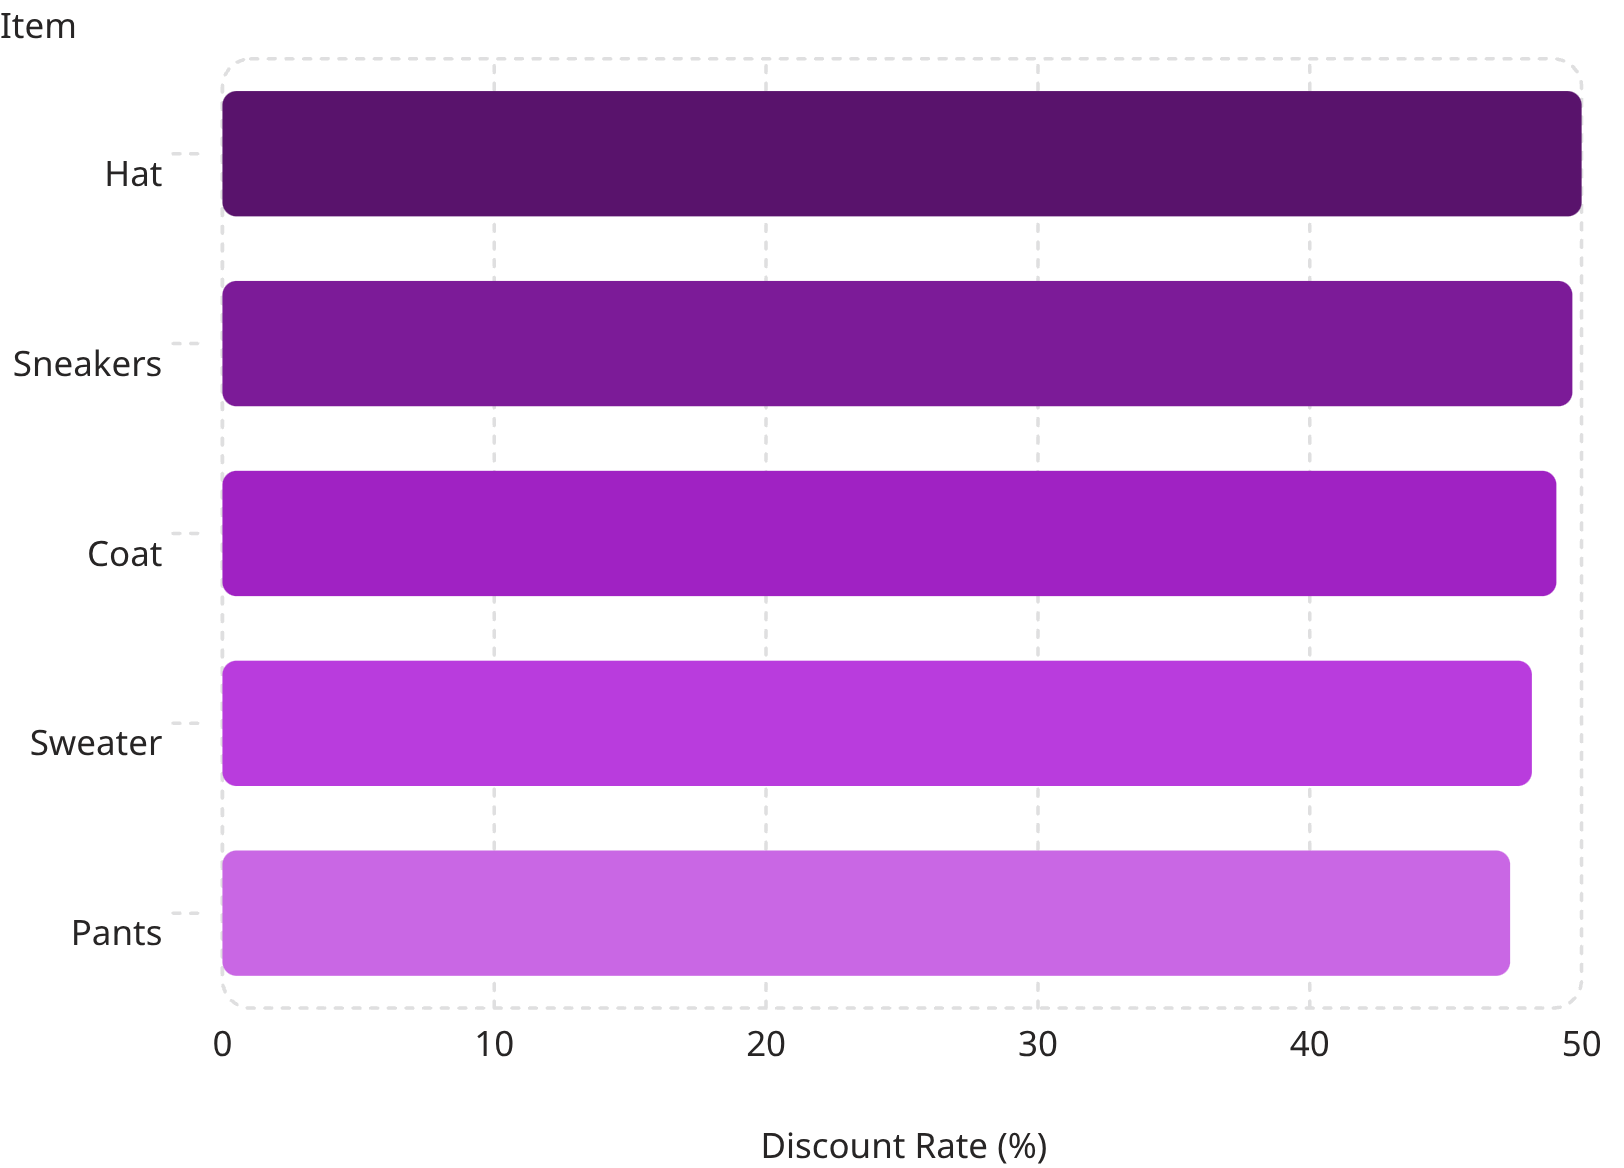 Item
Hat
Sneakers
Coat
Sweater
Pants
0 10 20 30 40 50
Discount Rate (%)